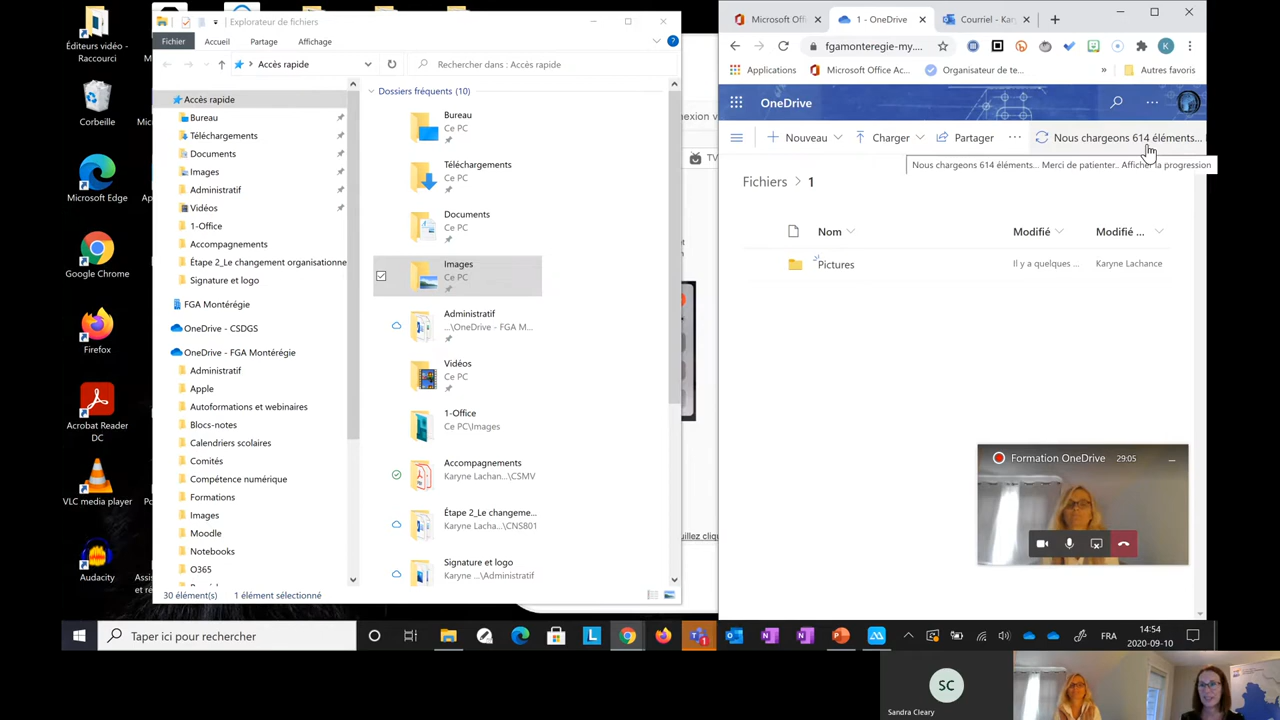 Éditeurs vidéo -
Raccourci
Corbeille
Microsoft Edge
Google Chrome
Firefox
Acrobat Reader
DC
VLC media player
Audacity
Explorateur de fichiers
Fichier Accueil Partage Affichage
Accès rapide
Rechercher dans : Accès rapide
Accès rapide
Bureau
Téléchargements
Documents
Images
Administratif
Vidéos
1-Office
Accompagnements
Étape 2_Le changement organisationne
Signature et logo
FGA Montérégie
OneDrive - CSDGS
OneDrive - FGA Montérégie
Administratif
Apple
Autoformations et webinaires
Blocs-notes
Calendriers scolaires
Comités
Compétence numérique
Formations
Images
Moodle
Notebooks
O365
Dossiers fréquents (10)
Bureau
Ce PC
Téléchargements
Ce PC
Documents
Ce PC
Images
Ce PC
Administratif
...\OneDrive - FGA M...
Vidéos
Ce PC
1-Office
Ce PC\Images
Accompagnements
Karyne Lachan...\CSMV
Étape 2_Le changeme...
Karyne Lacha...\CNS801
Signature et logo
Karyne ...\Administratif
30 élément(s) 1 élément sélectionné
Microsoft Offi
1 - OneDrive
Courriel - Kar
fgamonteregie-my....
K
Applications
Microsoft Office Ac...
Organisateur de te...
»
Autres favoris
OneDrive
Nouveau
Charger
Partager
Nous chargeons 614 éléments...
Nous chargeons 614 éléments... Merci de patienter.. Afficher la progression
Fichiers > 1
Nom
Modifié
Modifié ...
Pictures
Il y a quelques ...
Karyne Lachance
Formation OneDrive 29:05
Taper ici pour rechercher
FRA
14:54
2020-09-10
SC
Sandra Cleary